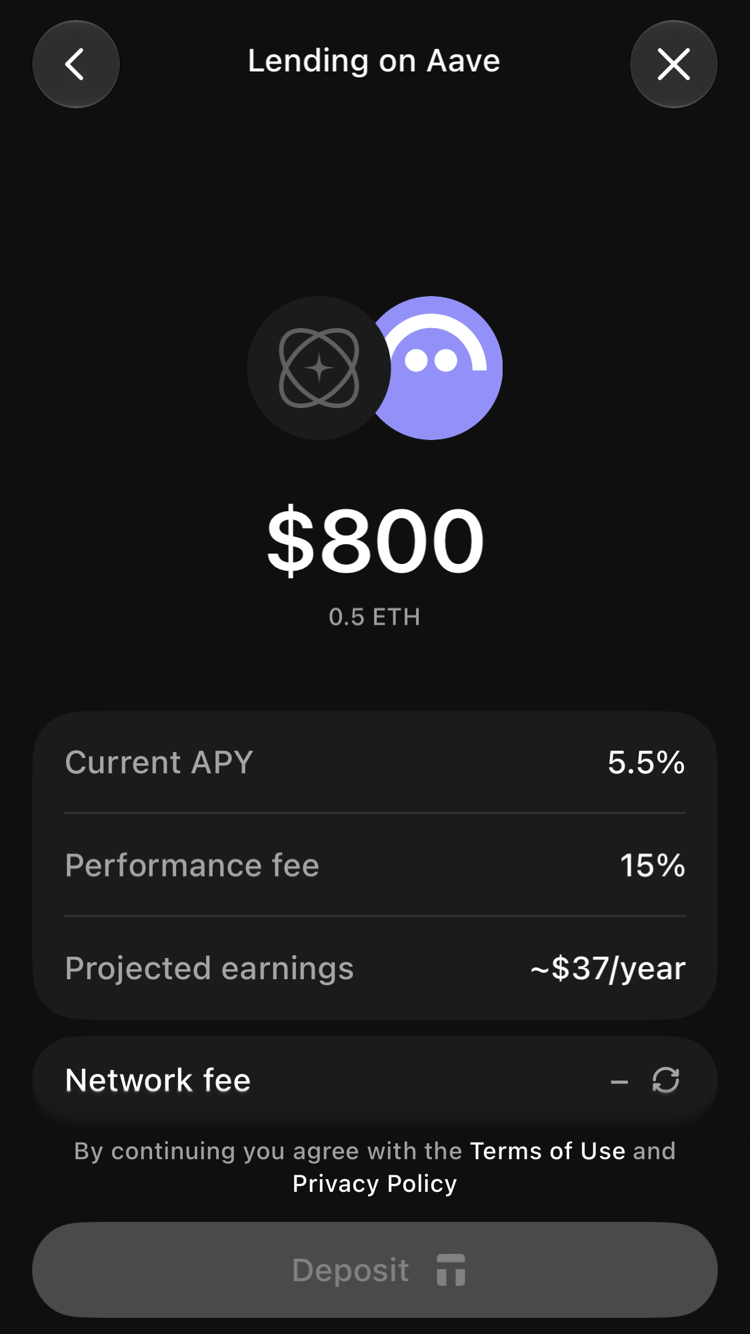 Lending on Aave
$800
0.5 ETH
Current APY 5.5%
Performance fee 15%
Projected earnings ~$37/year
Network fee –
By continuing you agree with the Terms of Use and
Privacy Policy
Deposit